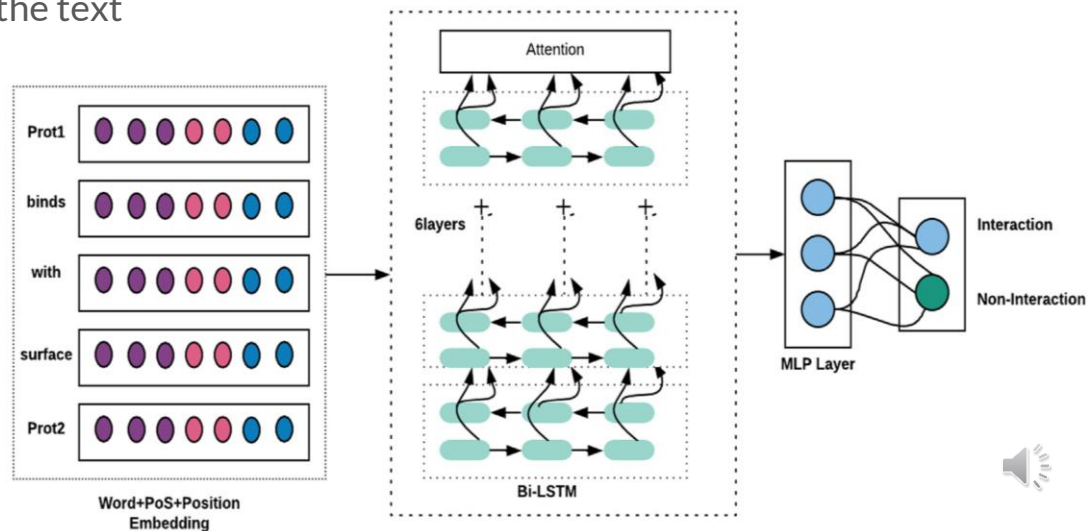 the text
Attention
Prot1
binds
with
surface
Prot2
6layers
Interaction
Non-Interaction
MLP Layer
Bi-LSTM
Word+PoS+Position
Embedding